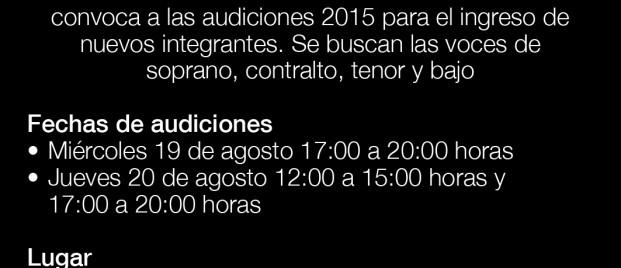 convoca a las audiciones 2015 para el ingreso de
nuevos integrantes. Se buscan las voces de
soprano, contralto, tenor y bajo
Fechas de audiciones
• Miércoles 19 de agosto 17:00 a 20:00 horas
• Jueves 20 de agosto 12:00 a 15:00 horas y
17:00 a 20:00 horas
Lugar